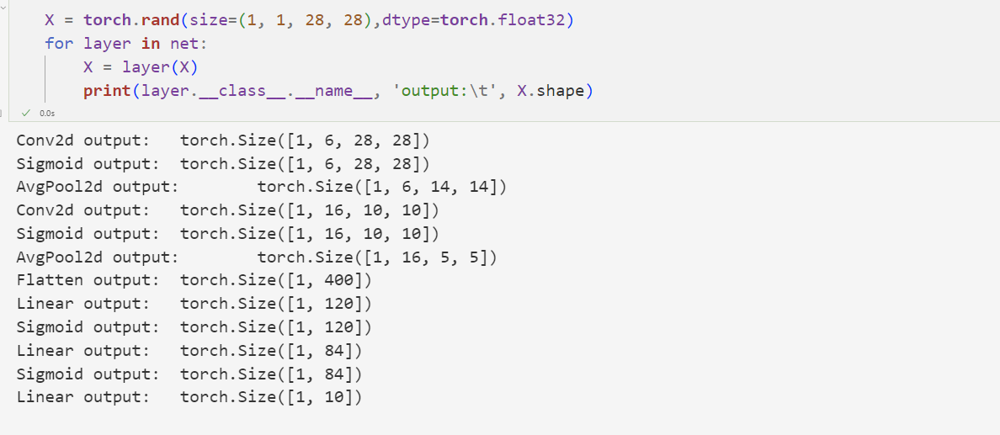 X = torch.rand(size=(1, 1, 28, 28),dtype=torch.float32)
for layer in net:
    X = layer(X)
    print(layer.__class__.__name__, 'output:\t', X.shape)
0.0s
Conv2d output:   torch.Size([1, 6, 28, 28])
Sigmoid output:  torch.Size([1, 6, 28, 28])
AvgPool2d output:        torch.Size([1, 6, 14, 14])
Conv2d output:   torch.Size([1, 16, 10, 10])
Sigmoid output:  torch.Size([1, 16, 10, 10])
AvgPool2d output:        torch.Size([1, 16, 5, 5])
Flatten output:  torch.Size([1, 400])
Linear output:   torch.Size([1, 120])
Sigmoid output:  torch.Size([1, 120])
Linear output:   torch.Size([1, 84])
Sigmoid output:  torch.Size([1, 84])
Linear output:   torch.Size([1, 10])